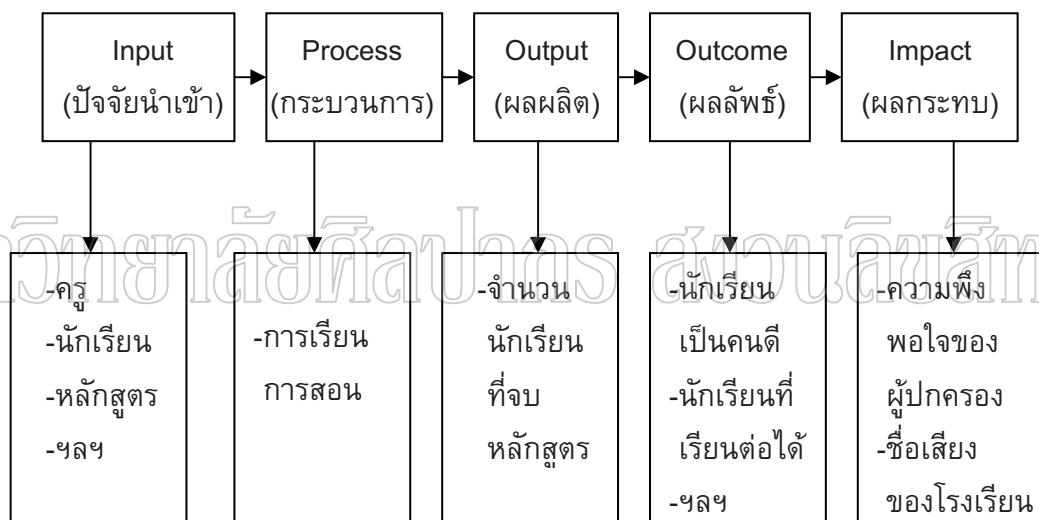 Input
(ปัจจัยนำเข้า)
Process
(กระบวนการ)
Output
(ผลผลิต)
Outcome
(ผลลัพธ์)
Impact
(ผลกระทบ)
-ครู
-นักเรียน
-หลักสูตร
-ฯลฯ
-การเรียน
การสอน
-จำนวน
นักเรียน
ที่จบ
หลักสูตร
-นักเรียน
เป็นคนดี
-นักเรียนที่
เรียนต่อได้
-ฯลฯ
-ความพึง
พอใจของ
ผู้ปกครอง
-ชื่อเสียง
ของโรงเรียน